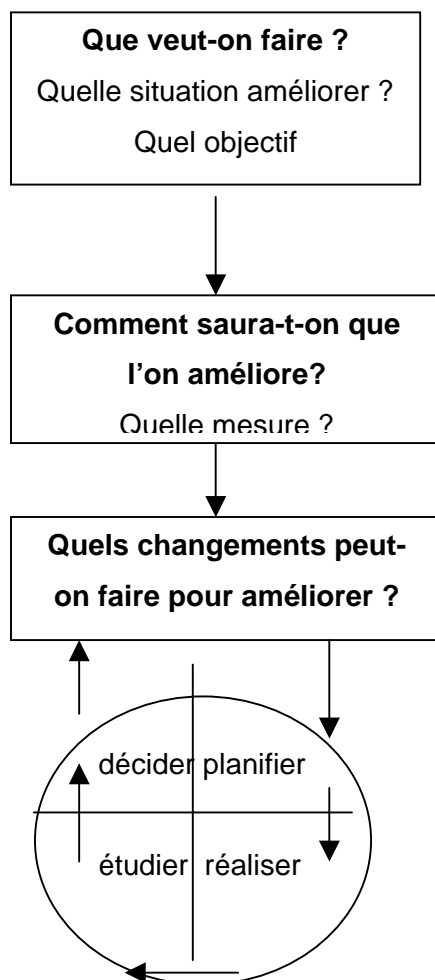 Que veut-on faire ?
Quelle situation améliorer ?
Quel objectif
Comment saura-t-on que
l’on améliore?
Quelle mesure ?
Quels changements peut-
on faire pour améliorer ?
décider planifier
étudier réaliser